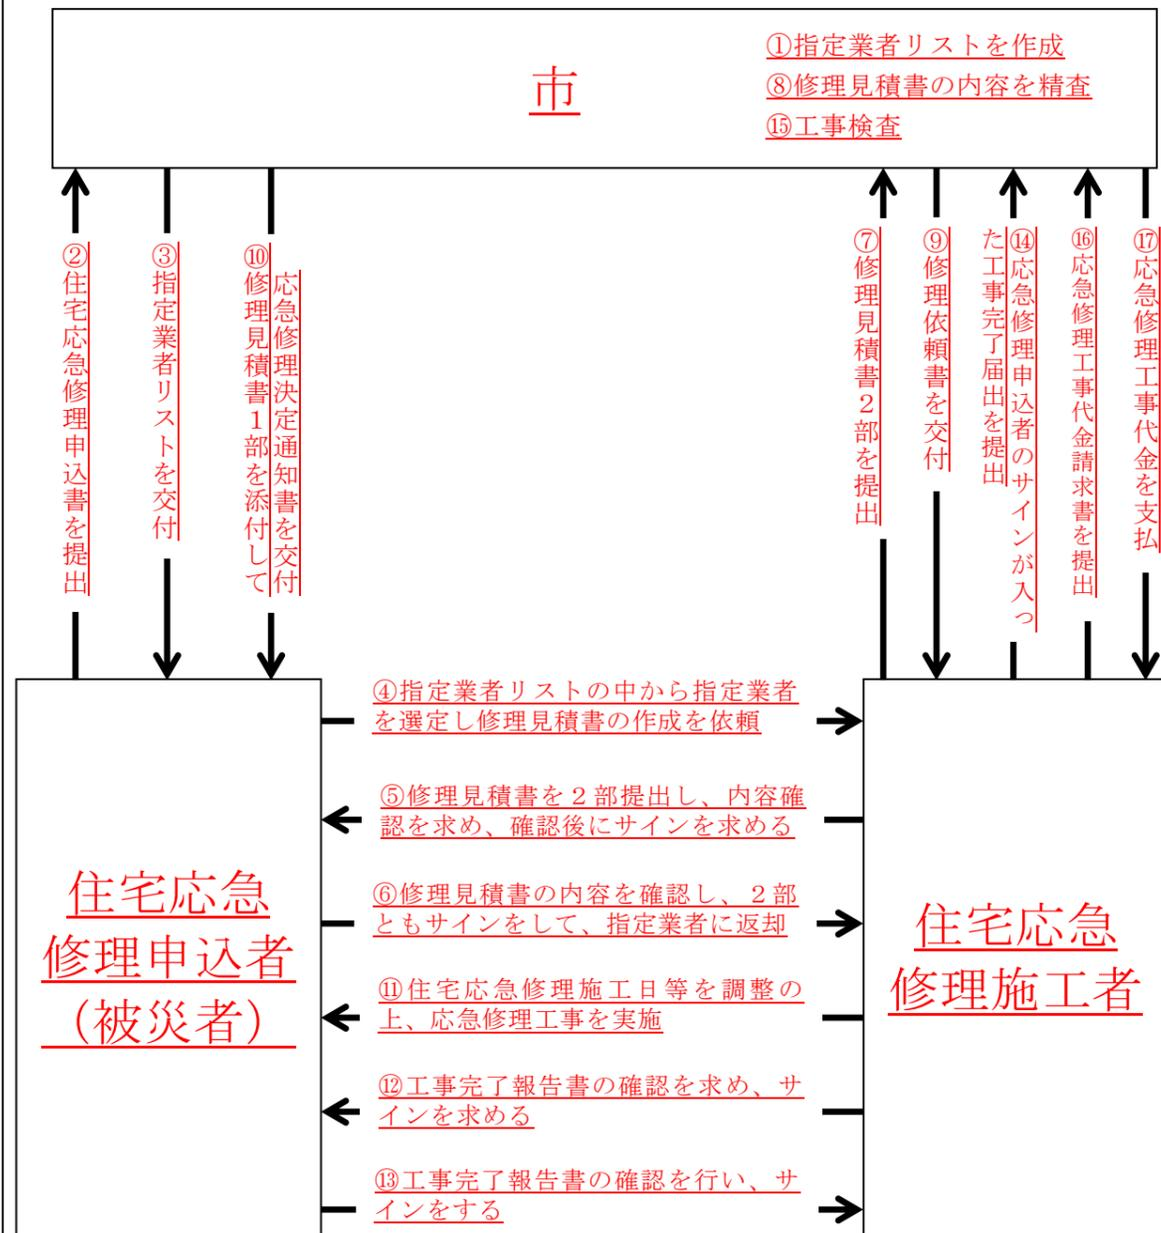 市
①指定業者リストを作成
⑧修理見積書の内容を精査
⑮工事検査
②住宅応急修理申込書を提出
③指定業者リストを交付
⑩修理見積書１部を添付して
応急修理決定通知書を交付
⑦修理見積書２部を提出
⑨修理依頼書を交付
⑭応急修理申込者のサインが入っ
た工事完了届出を提出
⑯応急修理工事代金請求書を提出
⑰応急修理工事代金を支払
④指定業者リストの中から指定業者
を選定し修理見積書の作成を依頼
⑤修理見積書を２部提出し、内容確
認を求め、確認後にサインを求める
⑥修理見積書の内容を確認し、２部
ともサインをして、指定業者に返却
⑪住宅応急修理施工日等を調整の
上、応急修理工事を実施
⑫工事完了報告書の確認を求め、サ
インを求める
⑬工事完了報告書の確認を行い、サ
インをする
住宅応急
修理申込者
（被災者）
住宅応急
修理施工者